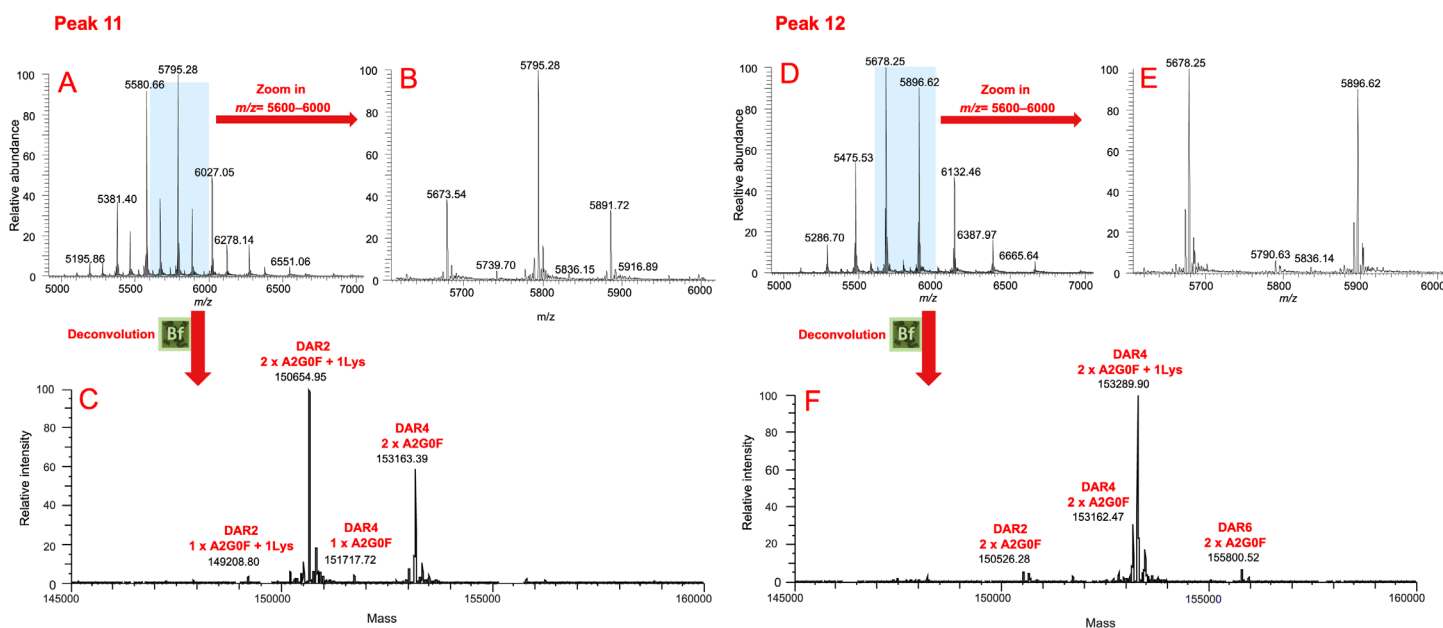 Peak 11
Peak 12
A
5795.28
5580.66
6027.05
5381.40
6278.14
5195.86
6551.06
100
80
60
40
20
0
Relative abundance
5000 5500 6000 6500 7000
m/z
Zoom in
m/z= 5600–6000
B
5795.28
5673.54
5891.72
5739.70
5836.15
5916.89
100
80
60
40
20
0
5700 5800 5900 6000
m/z
D
5678.25
5896.62
5475.53
6132.46
5286.70
6387.97
6665.64
100
80
60
40
20
0
Realtive abundance
5000 5500 6000 6500 7000
m/z
Zoom in
m/z= 5600–6000
E
5678.25
5896.62
5790.63
5836.14
100
80
60
40
20
0
5700 5800 5900 6000
m/z
Deconvolution
Bf
Deconvolution
Bf
C
DAR2
2 x A2G0F + 1Lys
150654.95
DAR4
2 x A2G0F
153163.39
DAR2
1 x A2G0F + 1Lys
149208.80
DAR4
1 x A2G0F
151717.72
100
80
60
40
20
0
Relative intensity
145000 150000 155000 160000
Mass
F
DAR4
2 x A2G0F + 1Lys
153289.90
DAR4
2 x A2G0F
153162.47
DAR2
2 x A2G0F
150526.28
DAR6
2 x A2G0F
155800.52
100
80
60
40
20
0
Relative intensity
145000 150000 155000 160000
Mass